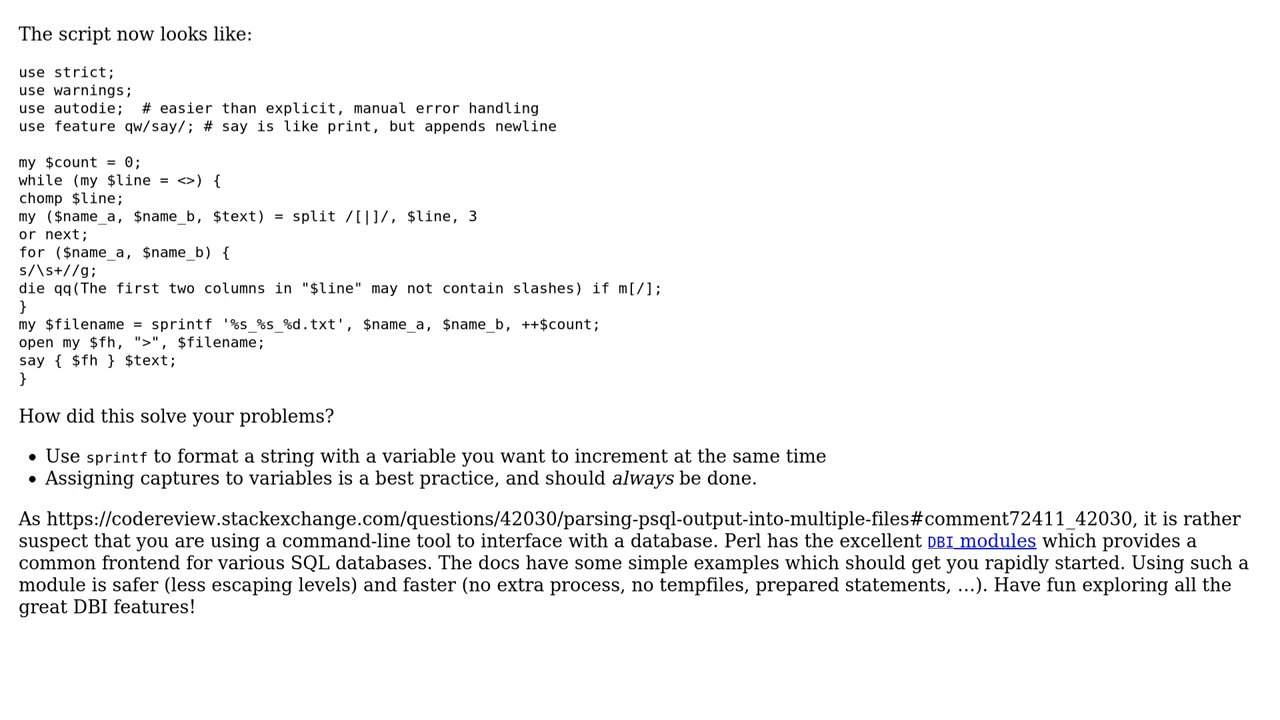 The script now looks like:
use strict;
use warnings;
use autodie;  # easier than explicit, manual error handling
use feature qw/say/; # say is like print, but appends newline
my $count = 0;
while (my $line = <>) {
chomp $line;
my ($name_a, $name_b, $text) = split /[|]/, $line, 3
or next;
for ($name_a, $name_b) {
s/\s+//g;
die qq(The first two columns in "$line" may not contain slashes) if m[/];
}
my $filename = sprintf '%s_%s_%d.txt', $name_a, $name_b, ++$count;
open my $fh, ">", $filename;
say { $fh } $text;
}
How did this solve your problems?
• Use sprintf to format a string with a variable you want to increment at the same time
• Assigning captures to variables is a best practice, and should always be done.
As https://codereview.stackexchange.com/questions/42030/parsing-psql-output-into-multiple-files#comment72411_42030, it is rather
suspect that you are using a command-line tool to interface with a database. Perl has the excellent DBI modules which provides a
common frontend for various SQL databases. The docs have some simple examples which should get you rapidly started. Using such a
module is safer (less escaping levels) and faster (no extra process, no tempfiles, prepared statements, …). Have fun exploring all the
great DBI features!